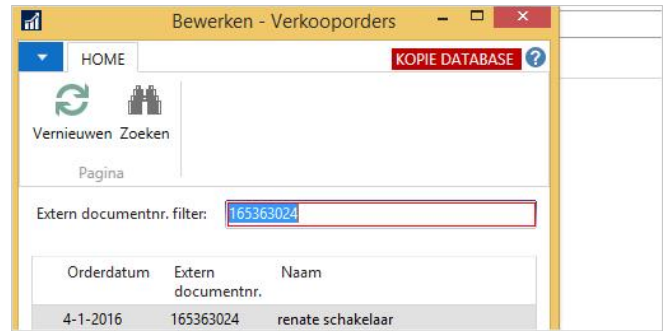 Bewerken - Verkooporders
HOME
KOPIE DATABASE
?
Vernieuwen Zoeken
Pagina
Extern documentnr. filter: 165363024
Orderdatum Extern documentnr. Naam
4-1-2016 165363024 renate schakelaar